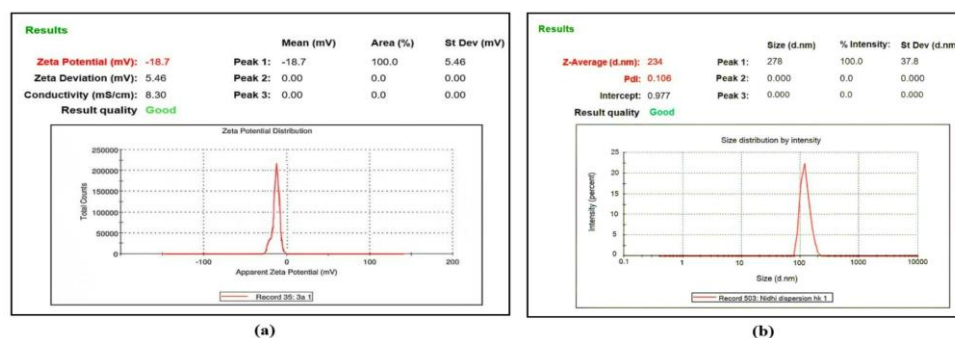 Results
Mean (mV) Area (%) St Dev (mV)
Zeta Potential (mV): -18.7 Peak 1: -18.7 100.0 5.46
Zeta Deviation (mV): 5.46 Peak 2: 0.00 0.0 0.00
Conductivity (mS/cm): 8.30 Peak 3: 0.00 0.0 0.00
Result quality Good
Zeta Potential Distribution
Total Counts
250000
200000
150000
100000
50000
0
-100 0 100 200
Apparent Zeta Potential (mV)
Record 35: 3a 1
(a)
Results
Size (d.nm) % Intensity: St Dev (d.nm)
Z-Average (d.nm): 234 Peak 1: 278 100.0 37.8
PdI: 0.106 Peak 2: 0.000 0.0 0.000
Intercept: 0.977 Peak 3: 0.000 0.0 0.000
Result quality Good
Size distribution by intensity
Intensity (percent)
25
20
15
10
5
0
0.1 1 10 100 1000 10000
Size (d.nm)
Record 503: Nidhi dispersion hk 1
(b)